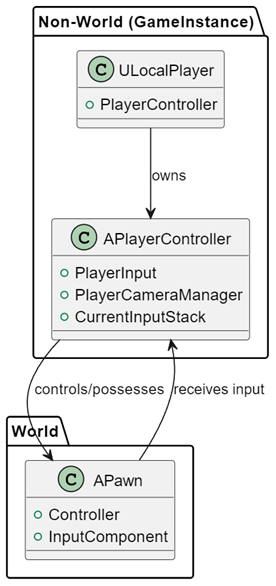 Non-World (GameInstance)
C ULocalPlayer
PlayerController
owns
C APlayerController
PlayerInput
PlayerCameraManager
CurrentInputStack
controls/possesses
receives input
World
C APawn
Controller
InputComponent